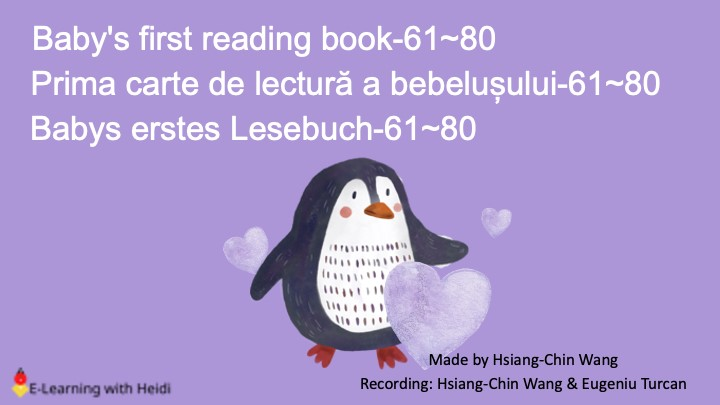 Baby's first reading book-61~80
Prima carte de lectură a bebelușului-61~80
Babys erstes Lesebuch-61~80
Made by Hsiang-Chin Wang
Recording: Hsiang-Chin Wang & Eugeniu Turcan
E-Learning with Heidi